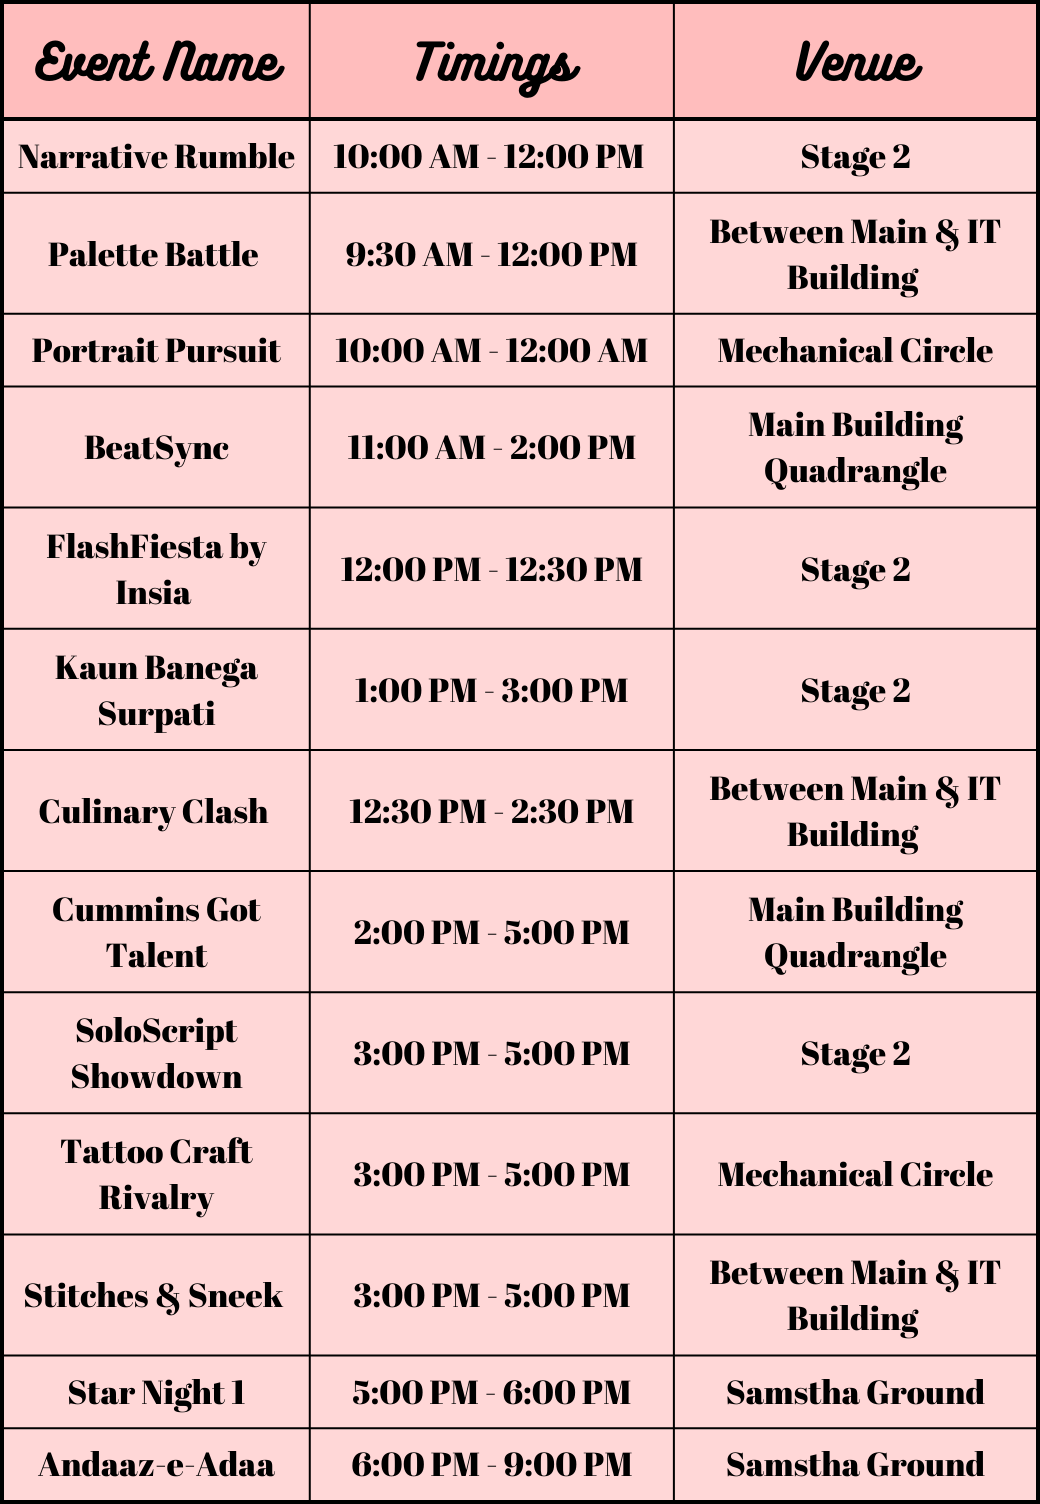 Event Name Timings Venue
Narrative Rumble 10:00 AM - 12:00 PM Stage 2
Palette Battle 9:30 AM - 12:00 PM Between Main & IT
Building
Portrait Pursuit 10:00 AM - 12:00 AM Mechanical Circle
BeatSync 11:00 AM - 2:00 PM Main Building
Quadrangle
FlashFiesta by
Insia 12:00 PM - 12:30 PM Stage 2
Kaun Banega
Surpati 1:00 PM - 3:00 PM Stage 2
Culinary Clash 12:30 PM - 2:30 PM Between Main & IT
Building
Cummins Got
Talent 2:00 PM - 5:00 PM Main Building
Quadrangle
SoloScript
Showdown 3:00 PM - 5:00 PM Stage 2
Tattoo Craft
Rivalry 3:00 PM - 5:00 PM Mechanical Circle
Stitches & Sneek 3:00 PM - 5:00 PM Between Main & IT
Building
Star Night 1 5:00 PM - 6:00 PM Samstha Ground
Andaaz-e-Adaa 6:00 PM - 9:00 PM Samstha Ground